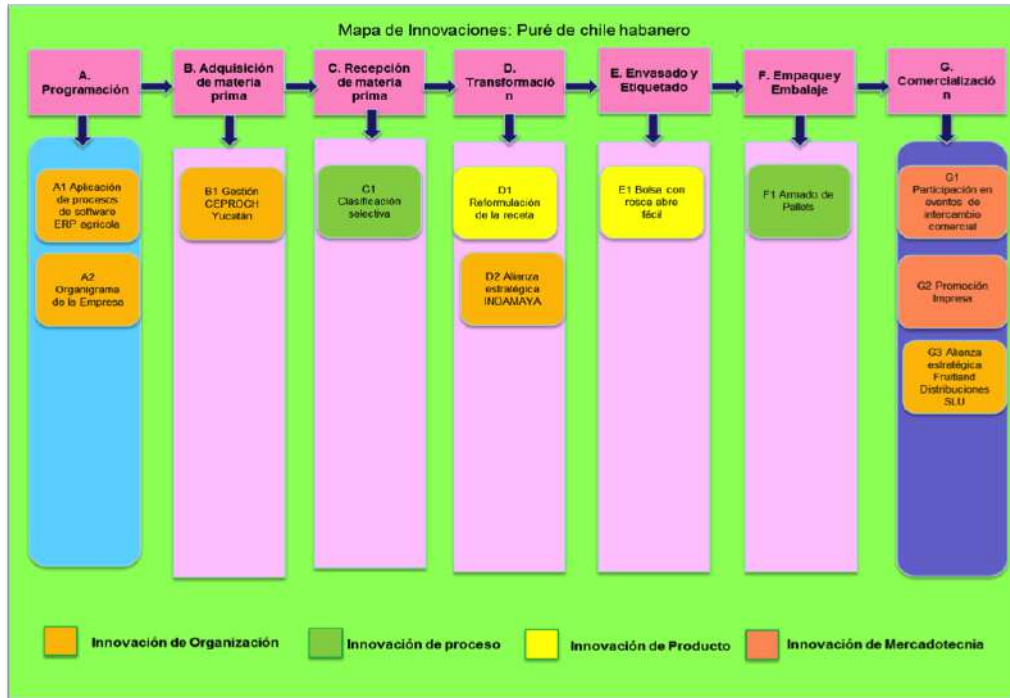 Mapa de Innovaciones: Puré de chile habanero
A.
Programación
B. Adquisición
de materia
prima
C. Recepción
de materia
prima
D.
Transformació
n
E. Envasado y
Etiquetado
F. Empaque y
Embalaje
G.
Comercializació
n
A1 Aplicación
de procesos
de software
ERP agrícola
A2
Organigrama
de la Empresa
B1 Gestión
CEPROCH
Yucatán
C1
Clasificación
selectiva
D1
Reformulación
de la receta
D2 Alianza
estratégica
INDAMAYA
E1 Bolsa con
rosca abre
fácil
F1 Armado de
Pallets
G1
Participación en
eventos de
intercambio
comercial
G2 Promoción
Impresa
G3 Alianza
estratégica
Fruitland
Distribuciones
SLU
Innovación de Organización
Innovación de proceso
Innovación de Producto
Innovación de Mercadotecnia